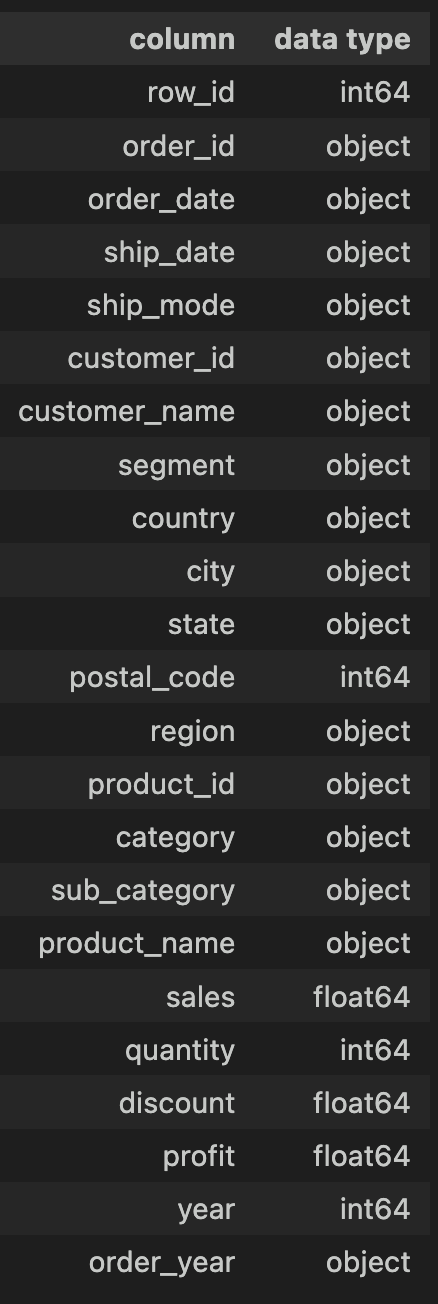 column data type
row_id int64
order_id object
order_date object
ship_date object
ship_mode object
customer_id object
customer_name object
segment object
country object
city object
state object
postal_code int64
region object
product_id object
category object
sub_category object
product_name object
sales float64
quantity int64
discount float64
profit float64
year int64
order_year object